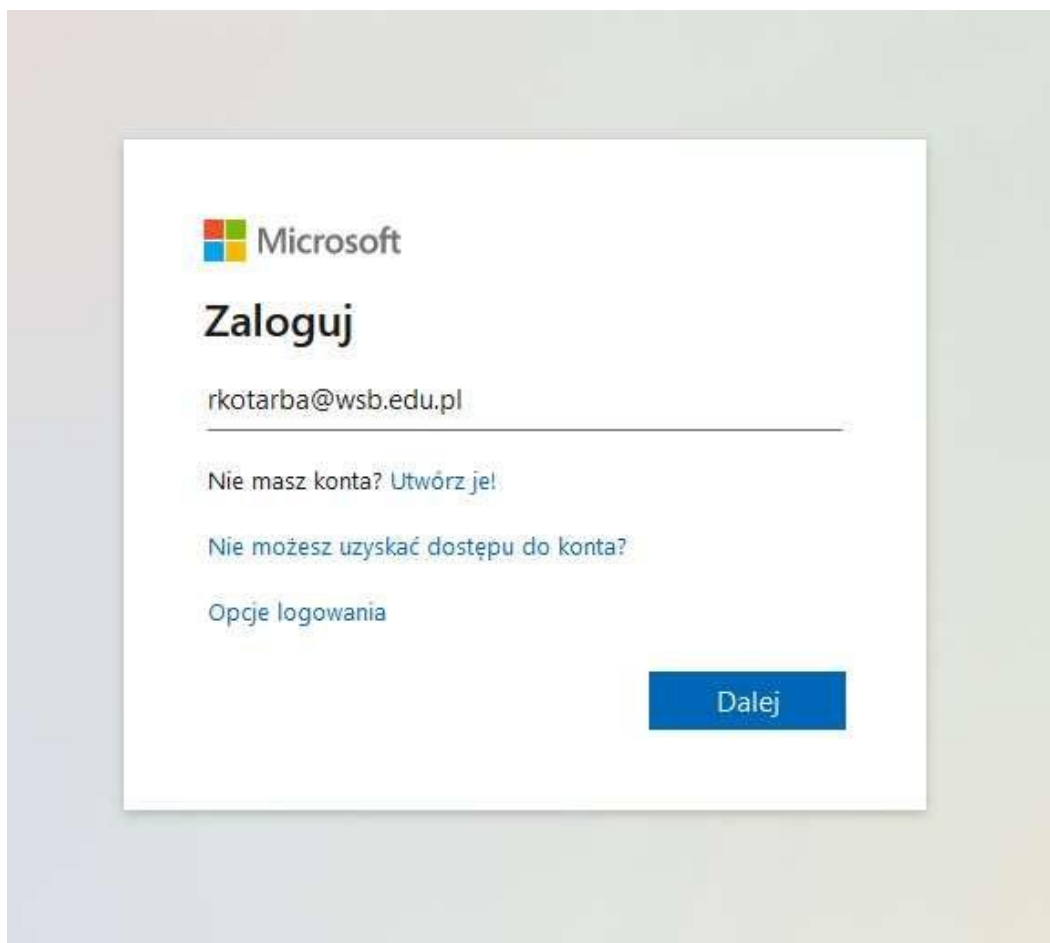 Microsoft
Zaloguj
rkotarba@wsb.edu.pl
Nie masz konta? Utwórz je!
Nie możesz uzyskać dostępu do konta?
Opcje logowania
Dalej